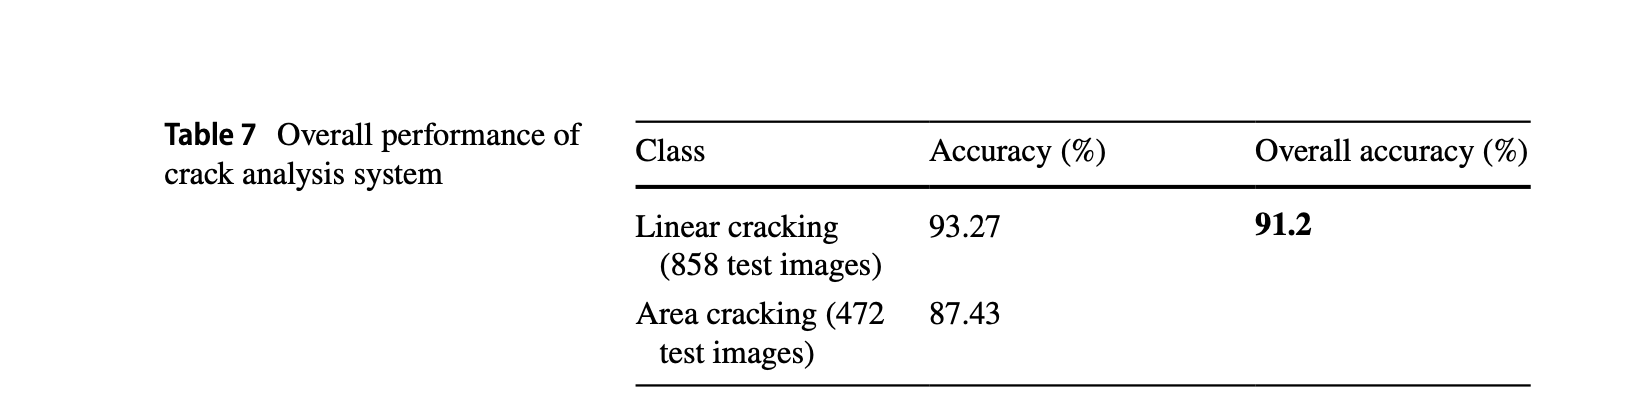 Table 7 Overall performance of
crack analysis system
Class Accuracy (%) Overall accuracy (%)
Linear cracking 93.27 91.2
(858 test images)
Area cracking (472 87.43
test images)